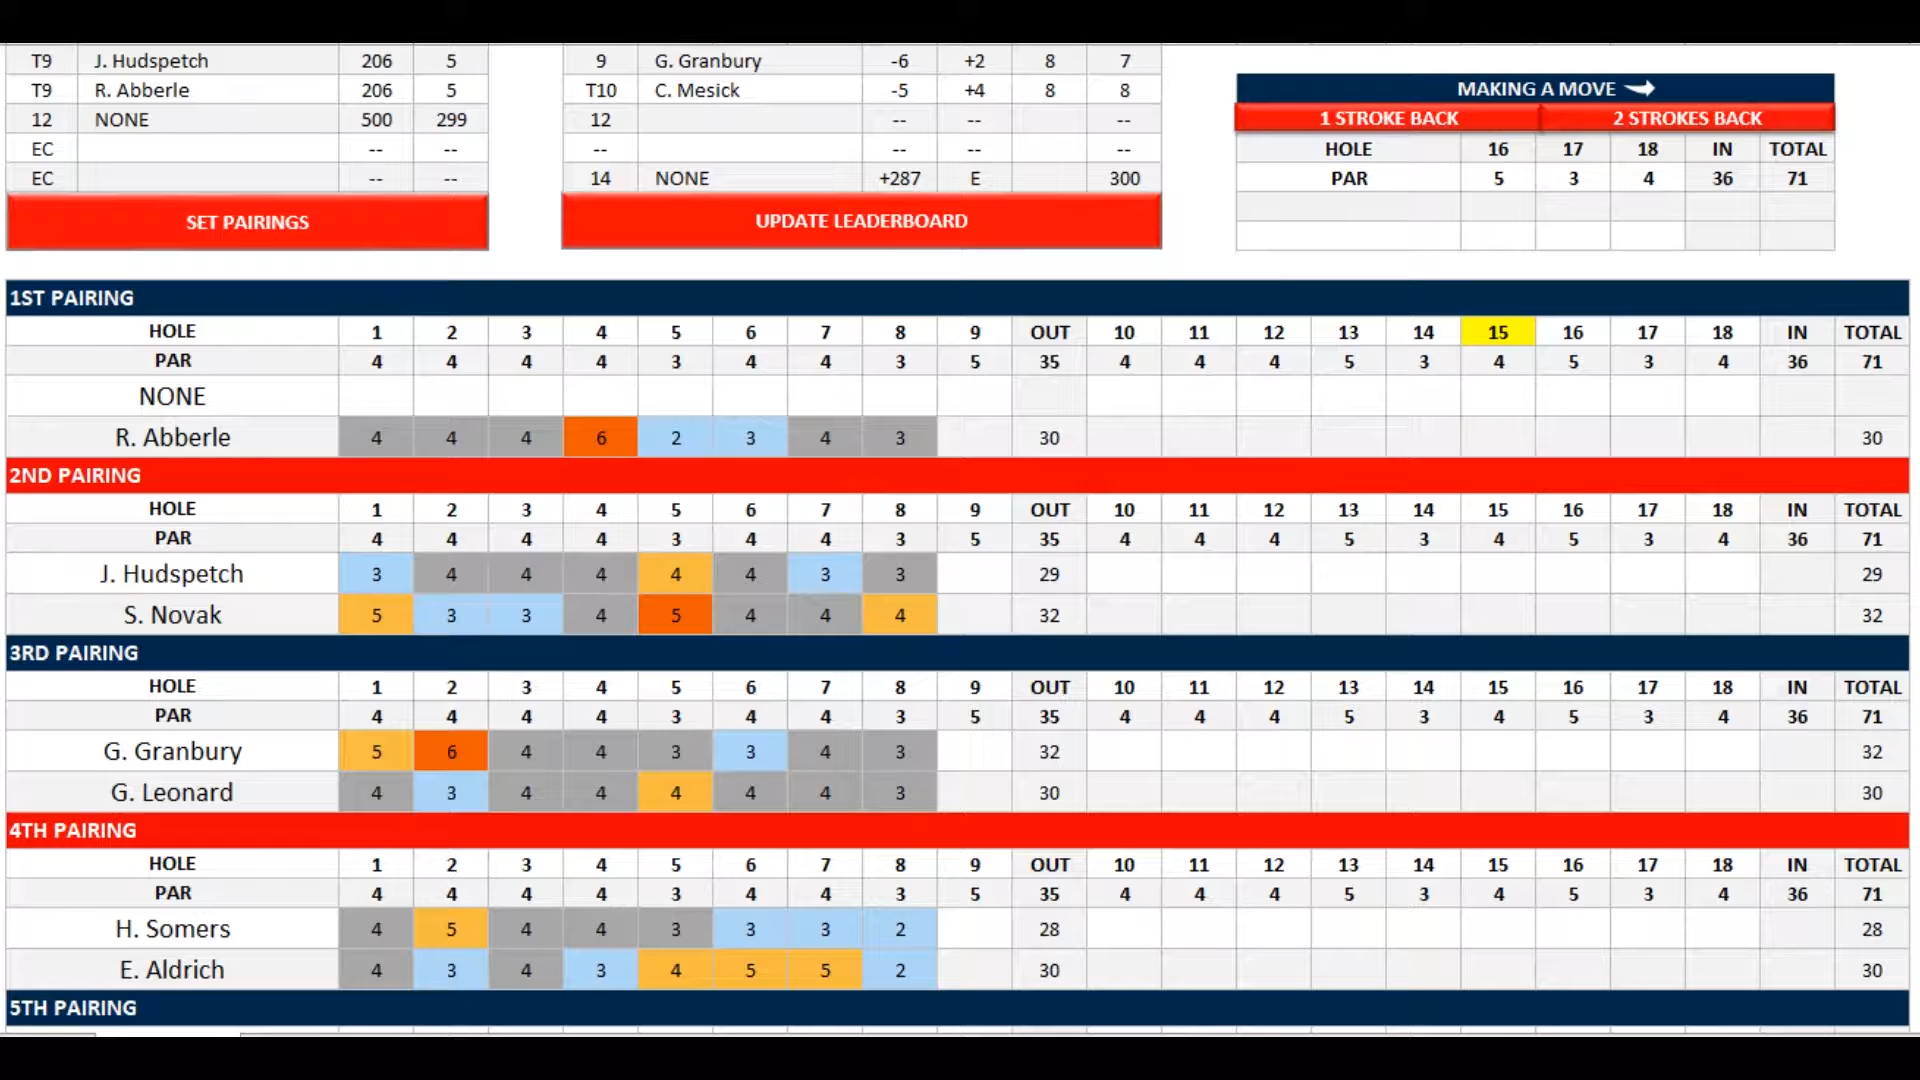 T9 J. Hudspetch 206 5
T9 R. Abberle 206 5
12 NONE 500 299
EC -- --
EC -- --
SET PAIRINGS
9 G. Granbury -6 +2 8 7
T10 C. Mesick -5 +4 8 8
12 -- -- --
-- -- -- --
14 NONE +287 E 300
UPDATE LEADERBOARD
MAKING A MOVE
1 STROKE BACK 2 STROKES BACK
HOLE 16 17 18 IN TOTAL
PAR 5 3 4 36 71
1ST PAIRING
HOLE 1 2 3 4 5 6 7 8 9 OUT 10 11 12 13 14 15 16 17 18 IN TOTAL
PAR 4 4 4 4 3 4 4 3 5 35 4 4 4 5 3 4 5 3 4 36 71
NONE
R. Abberle 4 4 4 6 2 3 4 3 30 30
2ND PAIRING
HOLE 1 2 3 4 5 6 7 8 9 OUT 10 11 12 13 14 15 16 17 18 IN TOTAL
PAR 4 4 4 4 3 4 4 3 5 35 4 4 4 5 3 4 5 3 4 36 71
J. Hudspetch 3 4 4 4 4 4 3 3 29 29
S. Novak 5 3 3 4 5 4 4 4 32 32
3RD PAIRING
HOLE 1 2 3 4 5 6 7 8 9 OUT 10 11 12 13 14 15 16 17 18 IN TOTAL
PAR 4 4 4 4 3 4 4 3 5 35 4 4 4 5 3 4 5 3 4 36 71
G. Granbury 5 6 4 4 3 3 4 3 32 32
G. Leonard 4 3 4 4 4 4 4 3 30 30
4TH PAIRING
HOLE 1 2 3 4 5 6 7 8 9 OUT 10 11 12 13 14 15 16 17 18 IN TOTAL
PAR 4 4 4 4 3 4 4 3 5 35 4 4 4 5 3 4 5 3 4 36 71
H. Somers 4 5 4 4 3 3 3 2 28 28
E. Aldrich 4 3 4 3 4 5 5 2 30 30
5TH PAIRING